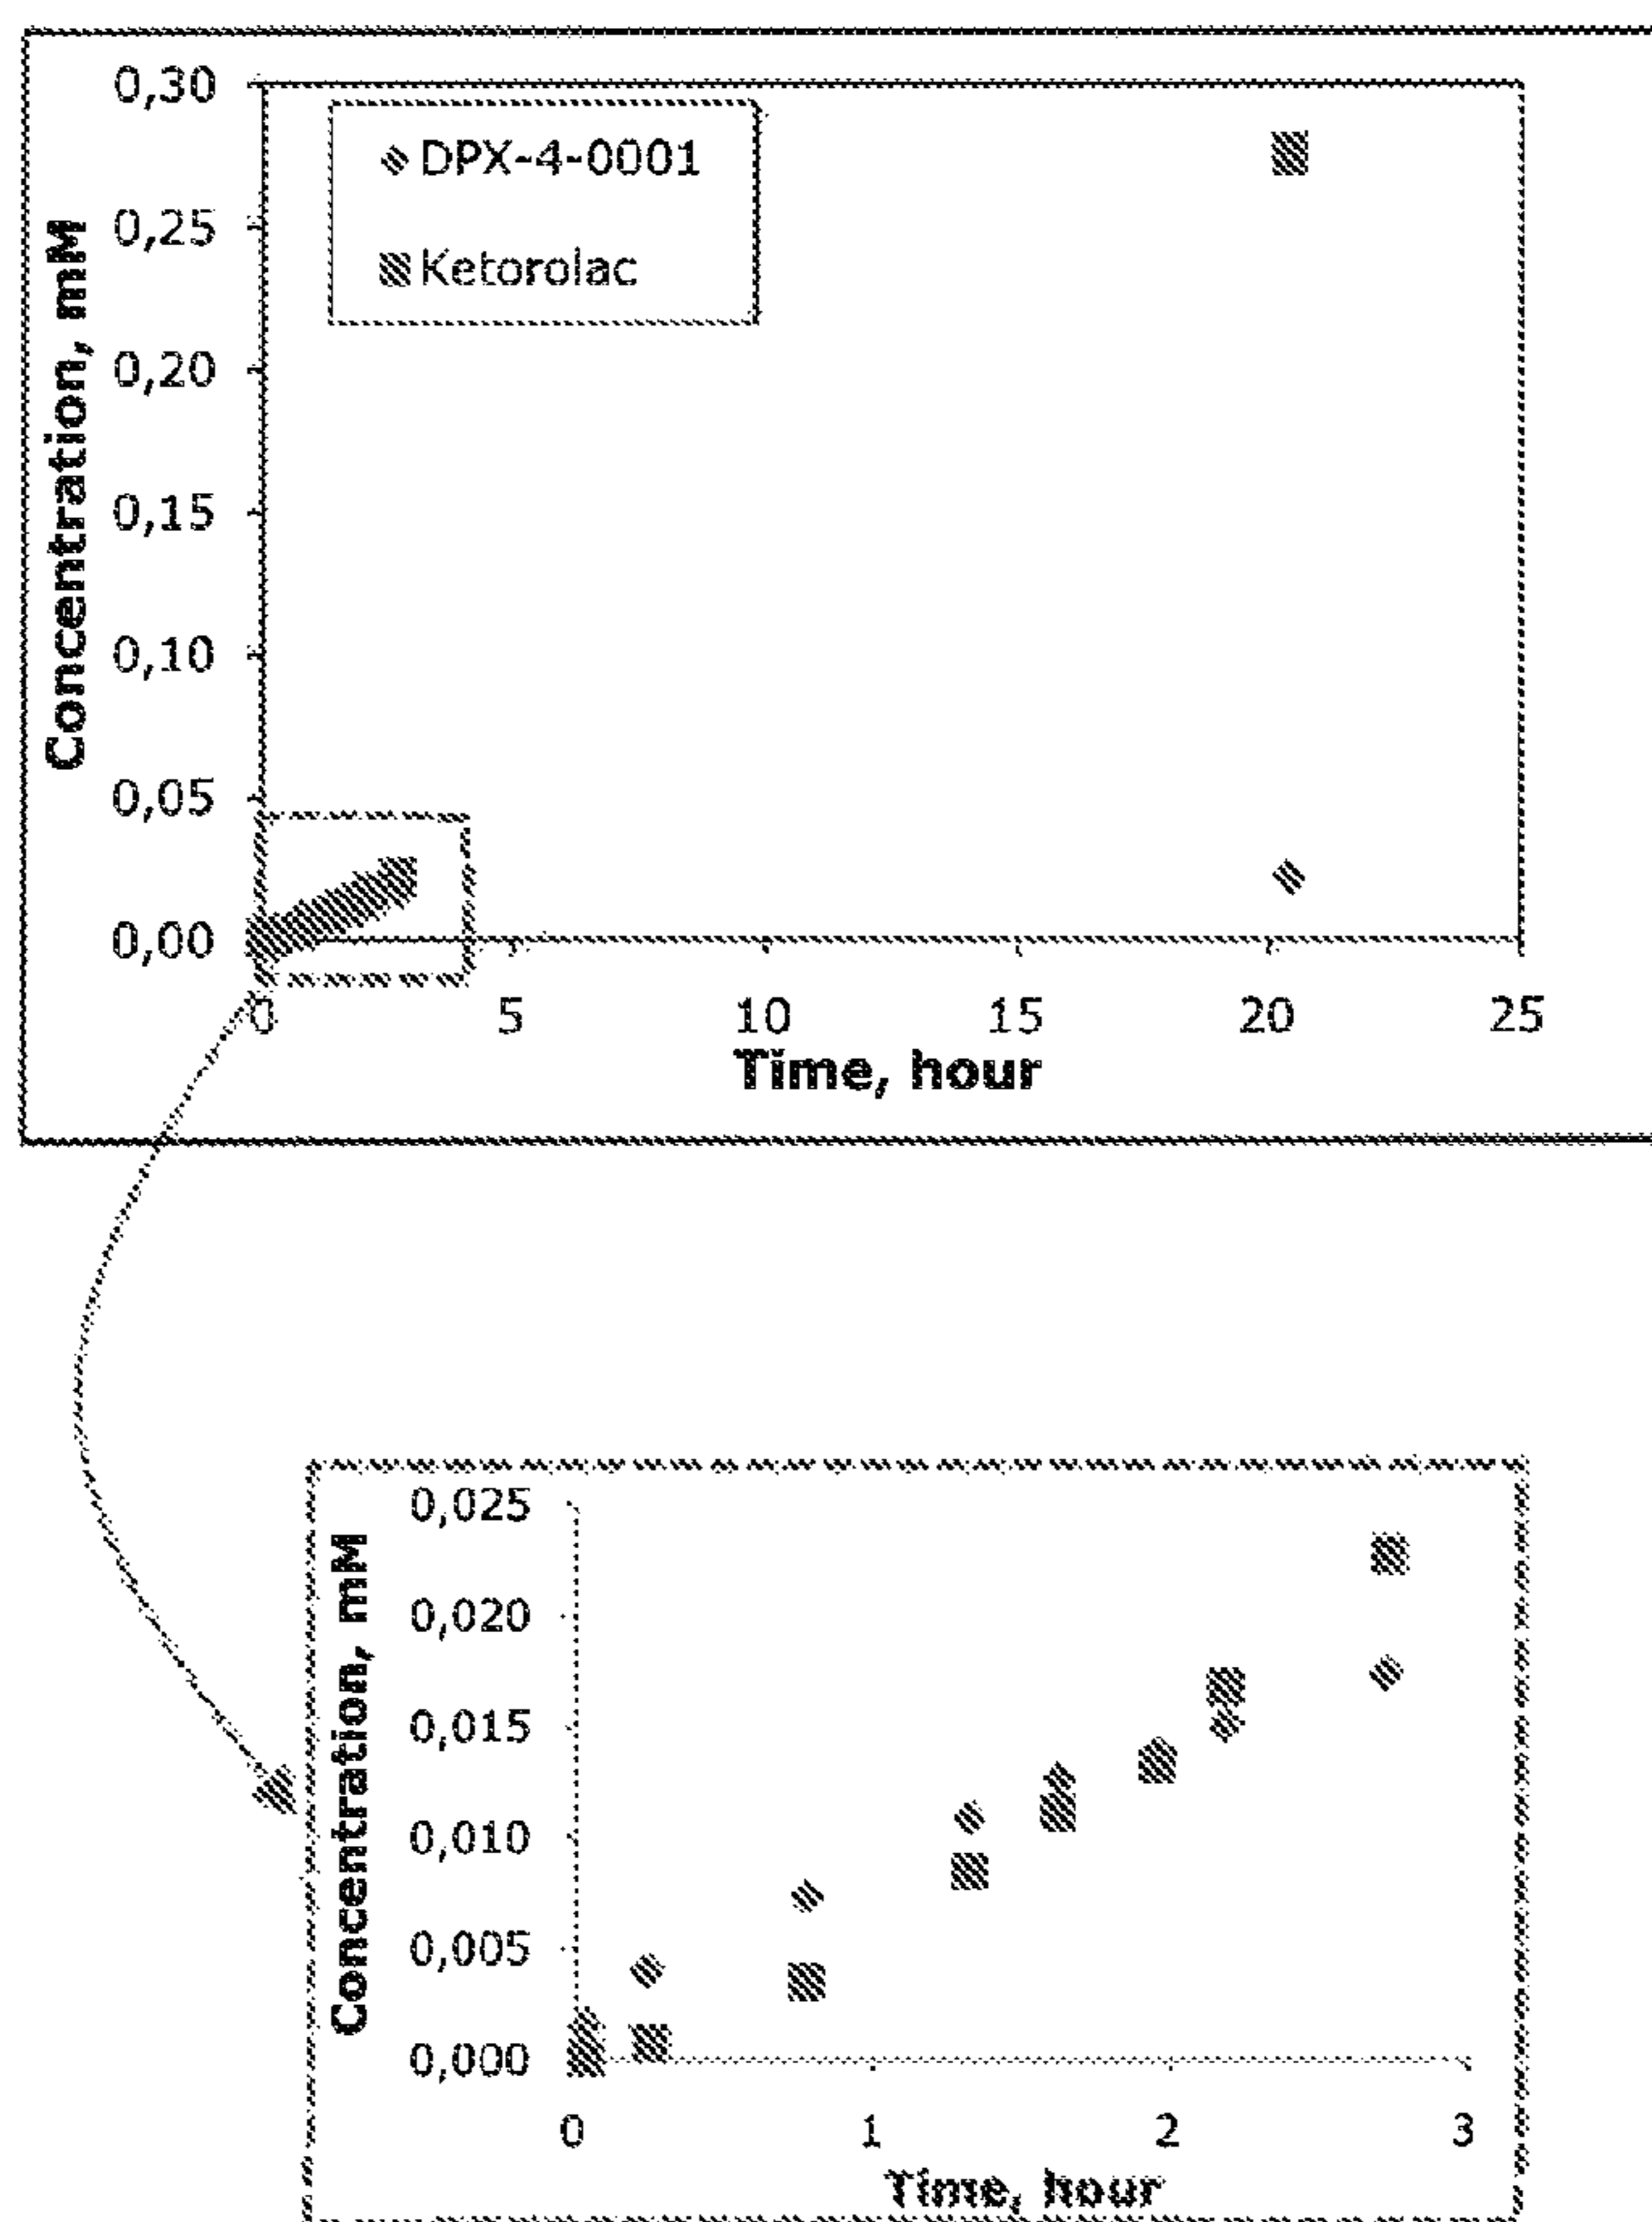 0,30
DPX-4-0001
0,25
Ketorolac
0,20
0,15
0,10
0,05
0,00
Concentration, mM
0 5 10 15 20 25
Time, hour
0,025
0,020
0,015
0,010
0,005
0,000
Concentration, mM
0 1 2 3
Time, hour